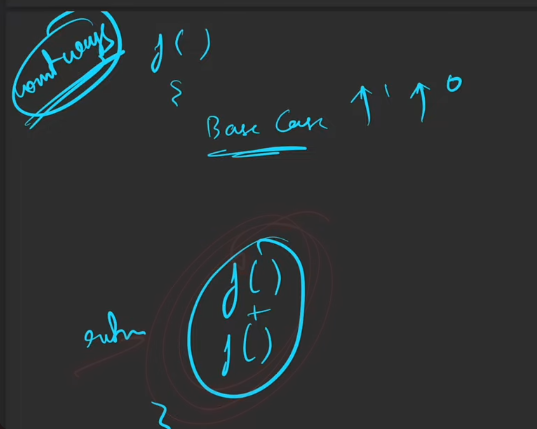 count ways
f()
{
Base Case ↑ 1 ↑ 0
f()
+
return f()
}